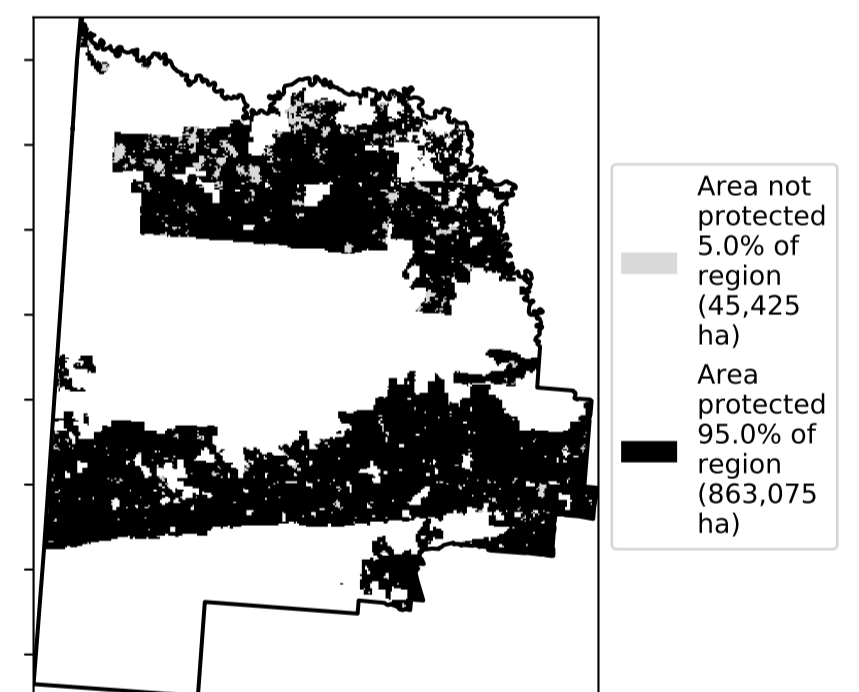 Area not
protected
5.0% of
region
(45,425
ha)
Area
protected
95.0% of
region
(863,075
ha)